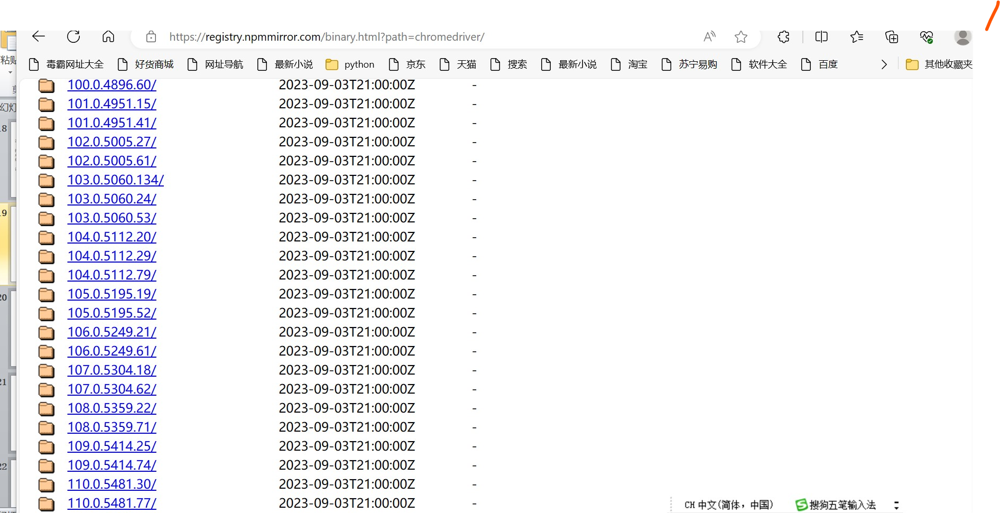 https://registry.npmmirror.com/binary.html?path=chromedriver/
粘贴
毒霸网址大全 好货商城 网址导航 最新小说 python 京东 天猫 搜索 最新小说 淘宝 苏宁易购 软件大全 百度 其他收藏夹
100.0.4896.60/ 2023-09-03T21:00:00Z -
101.0.4951.15/ 2023-09-03T21:00:00Z -
幻灯
101.0.4951.41/ 2023-09-03T21:00:00Z -
102.0.5005.27/ 2023-09-03T21:00:00Z -
102.0.5005.61/ 2023-09-03T21:00:00Z -
103.0.5060.134/ 2023-09-03T21:00:00Z -
103.0.5060.24/ 2023-09-03T21:00:00Z -
103.0.5060.53/ 2023-09-03T21:00:00Z -
104.0.5112.20/ 2023-09-03T21:00:00Z -
104.0.5112.29/ 2023-09-03T21:00:00Z -
104.0.5112.79/ 2023-09-03T21:00:00Z -
105.0.5195.19/ 2023-09-03T21:00:00Z -
105.0.5195.52/ 2023-09-03T21:00:00Z -
106.0.5249.21/ 2023-09-03T21:00:00Z -
106.0.5249.61/ 2023-09-03T21:00:00Z -
107.0.5304.18/ 2023-09-03T21:00:00Z -
107.0.5304.62/ 2023-09-03T21:00:00Z -
108.0.5359.22/ 2023-09-03T21:00:00Z -
108.0.5359.71/ 2023-09-03T21:00:00Z -
109.0.5414.25/ 2023-09-03T21:00:00Z -
109.0.5414.74/ 2023-09-03T21:00:00Z -
110.0.5481.30/ 2023-09-03T21:00:00Z -
110.0.5481.77/ 2023-09-03T21:00:00Z -
CH 中文(简体，中国) 搜狗五笔输入法